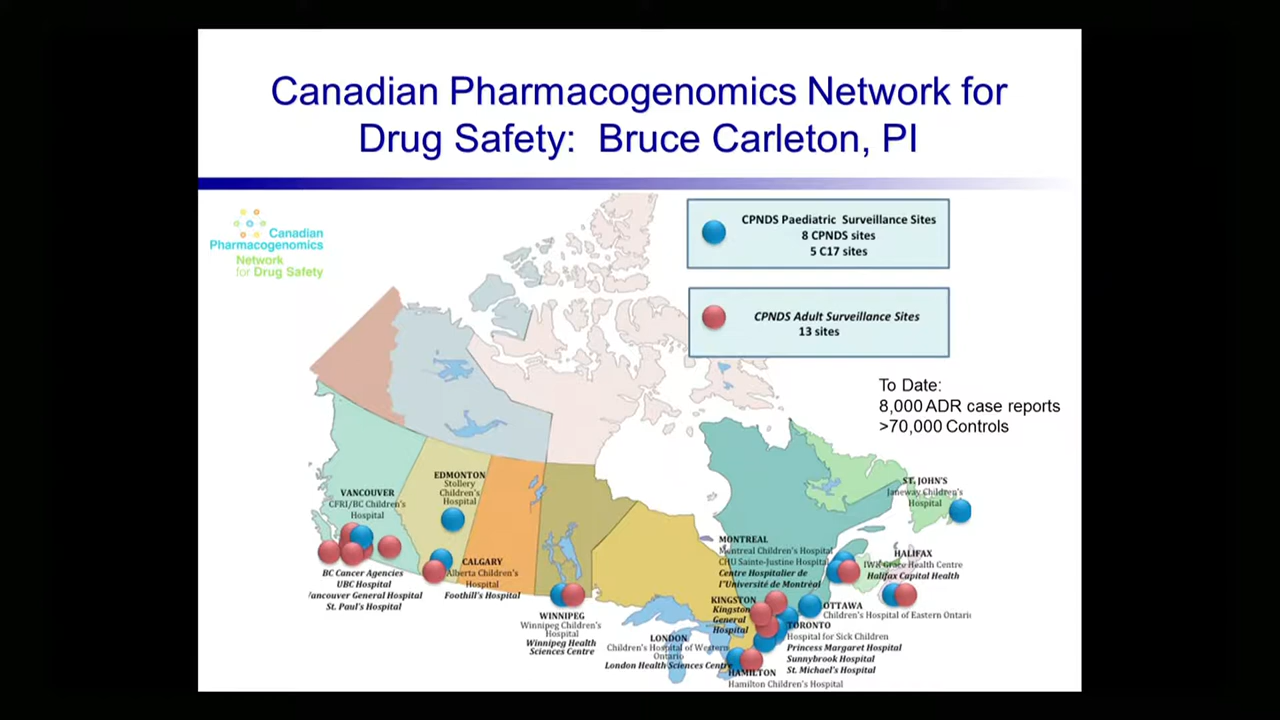 Canadian Pharmacogenomics Network for
Drug Safety: Bruce Carleton, PI
Canadian
Pharmacogenomics
Network
for Drug Safety
CPNDS Paediatric Surveillance Sites
8 CPNDS sites
5 C17 sites
CPNDS Adult Surveillance Sites
13 sites
To Date:
8,000 ADR case reports
>70,000 Controls
VANCOUVER
CFRI/BC Children's
Hospital
BC Cancer Agencies
UBC Hospital
Vancouver General Hospital
St. Paul's Hospital
EDMONTON
Stollery
Children's
Hospital
CALGARY
Alberta Children's
Hospital
Foothill's Hospital
WINNIPEG
Winnipeg Children's
Hospital
Winnipeg Health
Sciences Centre
LONDON
Children's Hospital of Western
Ontario
London Health Sciences Centre
HAMILTON
Hamilton Children's Hospital
KINGSTON
Kingston
General
Hospital
TORONTO
Hospital for Sick Children
Princess Margaret Hospital
Sunnybrook Hospital
St. Michael's Hospital
OTTAWA
Children's Hospital of Eastern Ontario
MONTREAL
Montreal Children's Hospital
CHU Sainte-Justine Hospital
Centre Hospitalier de
l"Université de Montréal
HALIFAX
IWK Grace Health Centre
Halifax Capital Health
ST. JOHN'S
Janeway Children's
Hospital